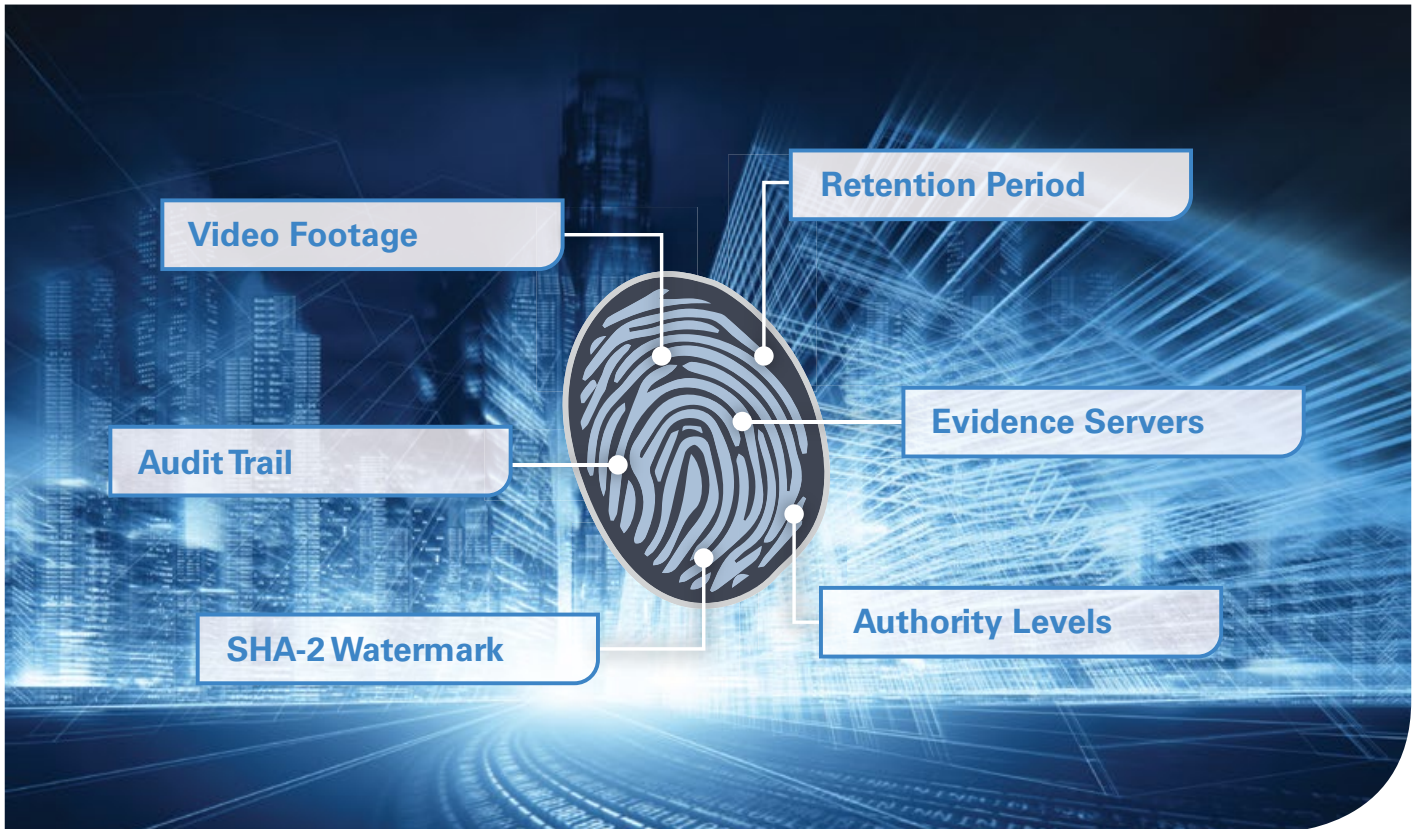 Retention Period
Video Footage
Evidence Servers
Audit Trail
Authority Levels
SHA-2 Watermark